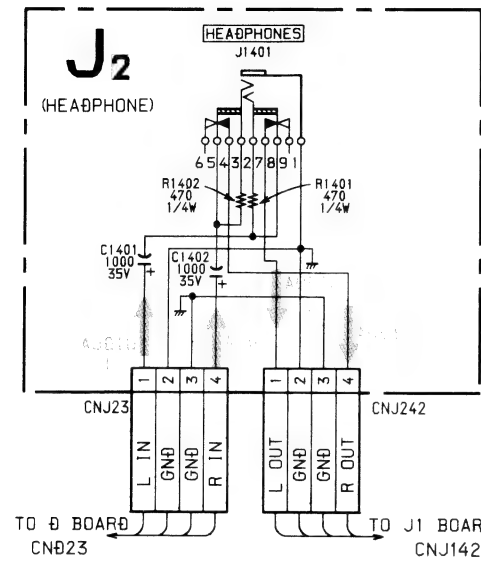 HEADPHONES
J1401
J2
(HEADPHONE)
6 5 4 3 2 7 8 9 1
R1402
470
1/4W
R1401
470
1/4W
C1401
1000
35V
+
C1402
1000
35V
+
1 2 3 4
1 2 3 4
CNJ23
CNJ242
L IN
GND
GND
R IN
L OUT
GND
GND
R OUT
TO D BOARD
CND23
TO J1 BOAR
CNJ142